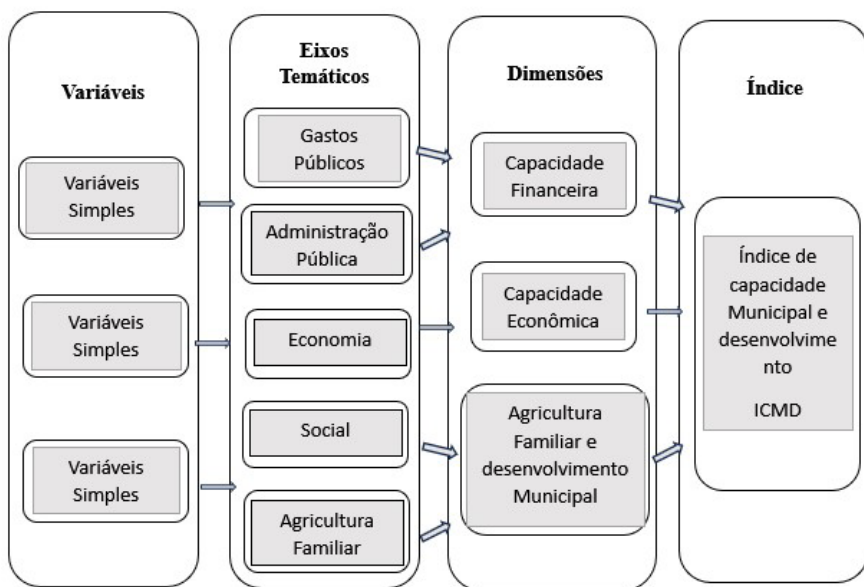 Variáveis
Variáveis
Simples
Variáveis
Simples
Variáveis
Simples
Eixos
Temáticos
Gastos
Públicos
Administração
Pública
Economia
Social
Agricultura
Familiar
Dimensões
Capacidade
Financeira
Capacidade
Econômica
Agricultura
Familiar e
desenvolvimento
Municipal
Índice
Índice de
capacidade
Municipal e
desenvolvime
nto
ICMD